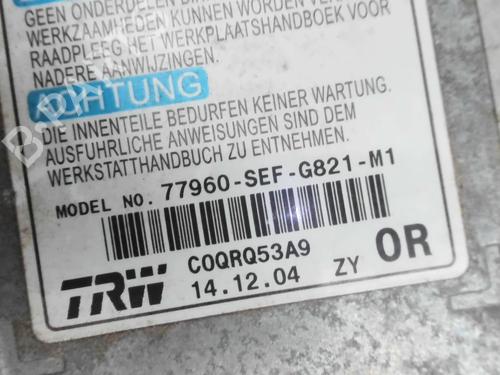 GEEN ONDERDELEN
WERKZAAMHEDEN KUNNEN WORDEN
RAADPLEEG HET WERKPLAATSHANDBOEK VOOR
NADERE AANWIJZINGEN.
ACHTUNG
DIE INNENTEILE BEDURFEN KEINER WARTUNG.
AUSFUHRLICHE ANWEISUNGEN SIND DEM
WERKSTATTHANDBUCH ZU ENTNEHMEN.
MODEL NO. 77960-SEF-G821-M1
COQRQ53A9
TRW 14.12.04 ZY OR